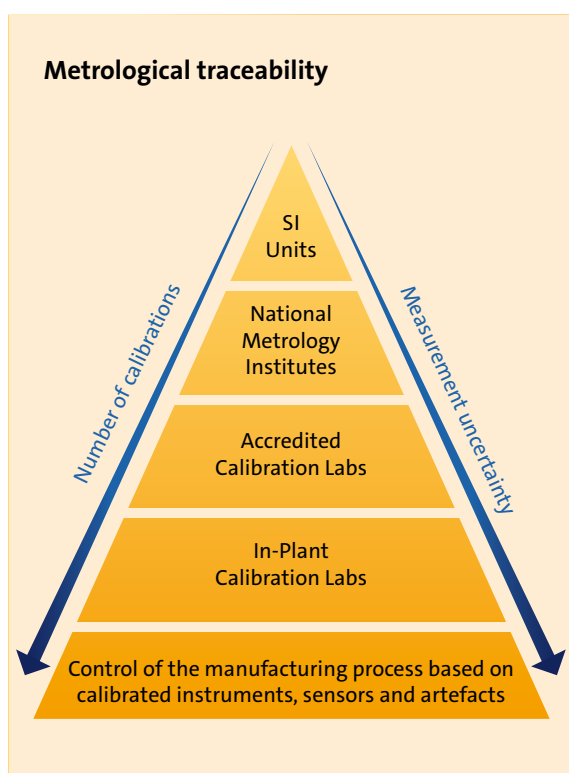 Metrological traceability
SI
Units
National
Metrology
Institutes
Number of calibrations
Measurement uncertainty
Accredited
Calibration Labs
In-Plant
Calibration Labs
Control of the manufacturing process based on
calibrated instruments, sensors and artefacts